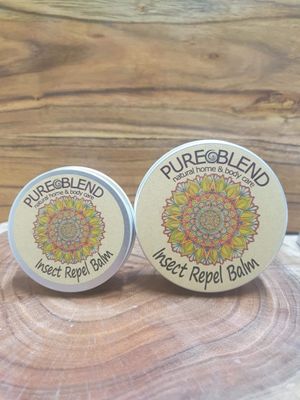 PURE BLEND
natural home & body care
Insect Repel Balm
PURE BLEND
natural home & body care
Insect Repel Balm